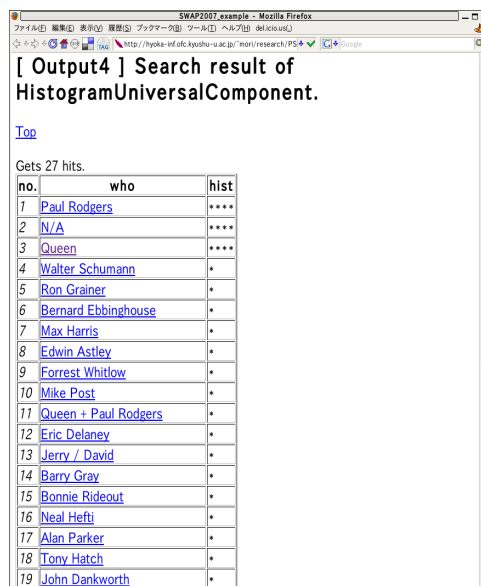 SWAP2007_example - Mozilla Firefox
ファイル(F) 編集(E) 表示(V) 履歴(S) ブックマーク(B) ツール(T) ヘルプ(H) del.icio.us(,)
TAG http://hyoka-inf.ofc.kyushu-u.ac.jp/~mori/research/PS Google
[ Output4 ] Search result of
HistogramUniversalComponent.
Top
Gets 27 hits.
no. who hist
1 Paul Rodgers ****
2 N/A ****
3 Queen ****
4 Walter Schumann *
5 Ron Grainer *
6 Bernard Ebbinghouse *
7 Max Harris *
8 Edwin Astley *
9 Forrest Whitlow *
10 Mike Post *
11 Queen + Paul Rodgers *
12 Eric Delaney *
13 Jerry / David *
14 Barry Gray *
15 Bonnie Rideout *
16 Neal Hefti *
17 Alan Parker *
18 Tony Hatch *
19 John Dankworth *